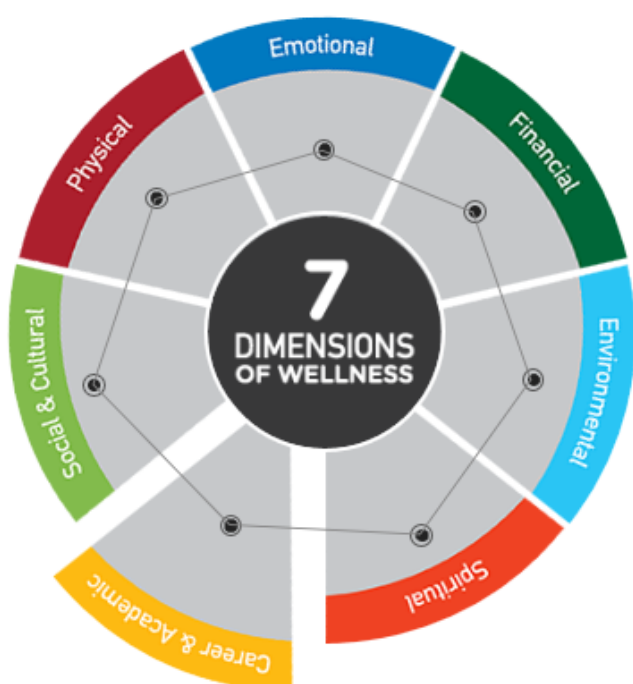 Emotional
Financial
Environmental
Spiritual
Career & Academic
Social & Cultural
Physical
7
DIMENSIONS
OF WELLNESS